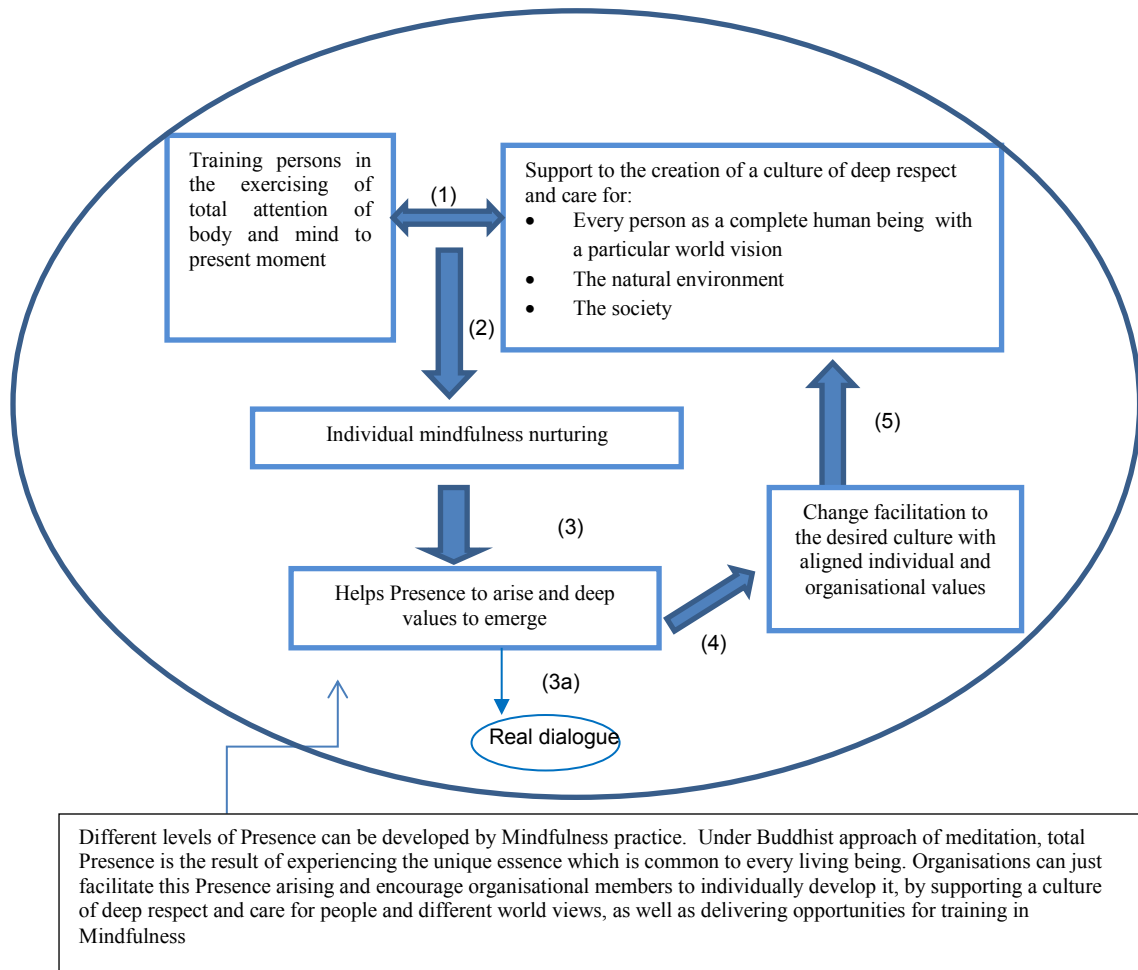 Training persons in
the exercising of
total attention of
body and mind to
present moment
(1)
Support to the creation of a culture of deep respect
and care for:
• Every person as a complete human being with
a particular world vision
• The natural environment
• The society
(2)
Individual mindfulness nurturing
(5)
(3)
Change facilitation to
the desired culture with
aligned individual and
organisational values
Helps Presence to arise and deep
values to emerge
(4)
(3a)
Real dialogue
Different levels of Presence can be developed by Mindfulness practice. Under Buddhist approach of meditation, total
Presence is the result of experiencing the unique essence which is common to every living being. Organisations can just
facilitate this Presence arising and encourage organisational members to individually develop it, by supporting a culture
of deep respect and care for people and different world views, as well as delivering opportunities for training in
Mindfulness